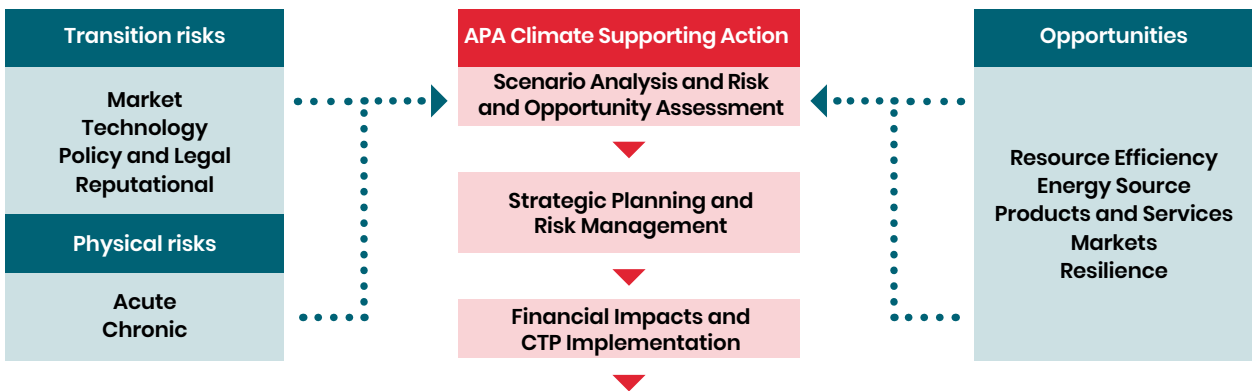 Transition risks
Market
Technology
Policy and Legal
Reputational
Physical risks
Acute
Chronic
APA Climate Supporting Action
Scenario Analysis and Risk
and Opportunity Assessment
Strategic Planning and
Risk Management
Financial Impacts and
CTP Implementation
Opportunities
Resource Efficiency
Energy Source
Products and Services
Markets
Resilience